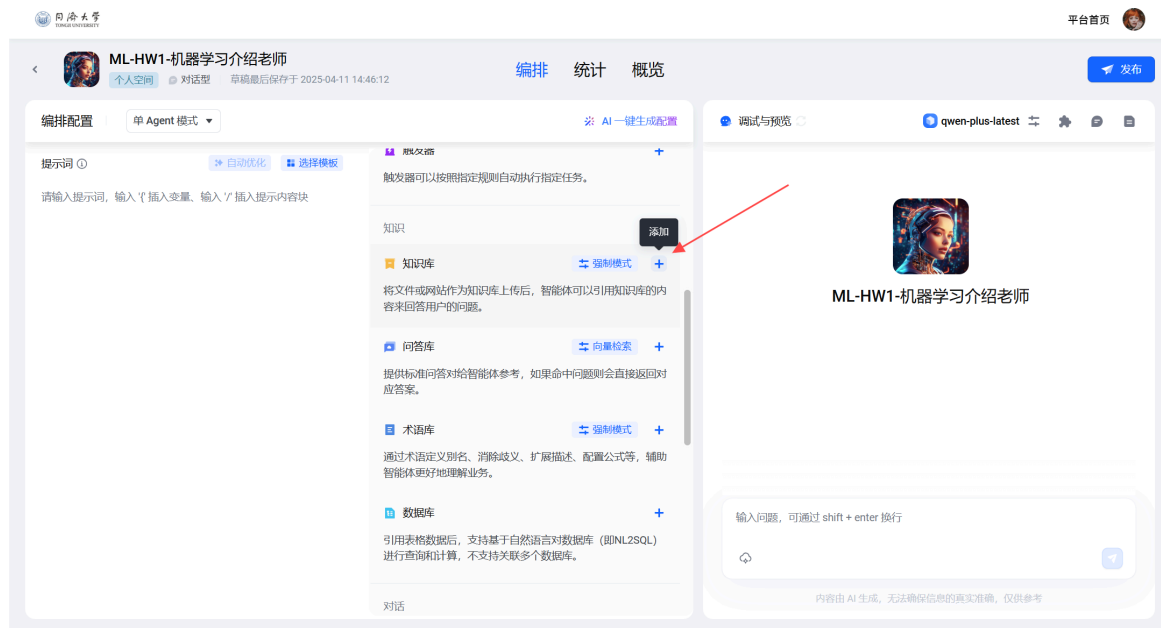 同济大学
TONGJI UNIVERSITY
平台首页
ML-HW1-机器学习介绍老师
个人空间 对话型 草稿最后保存于 2025-04-11 14:46:12
编排 统计 概览
发布
编排配置 单 Agent 模式 AI 一键生成配置
提示词 自动优化 选择模板
请输入提示词，输入 '{' 插入变量、输入 '/' 插入提示内容块
触发器
触发器可以按照指定规则自动执行指定任务。
知识
添加
知识库 强制模式
将文件或网站作为知识库上传后，智能体可以引用知识库的内
容来回答用户的问题。
问答库 向量检索
提供标准问答对给智能体参考，如果命中问题则会直接返回对
应答案。
术语库 强制模式
通过术语定义别名、消除歧义、扩展描述、配置公式等，辅助
智能体更好地理解业务。
数据库
引用表格数据后，支持基于自然语言对数据库（即NL2SQL）
进行查询和计算，不支持关联多个数据库。
对话
调试与预览 qwen-plus-latest
ML-HW1-机器学习介绍老师
输入问题，可通过 shift + enter 换行
内容由 AI 生成，无法确保信息的真实准确，仅供参考